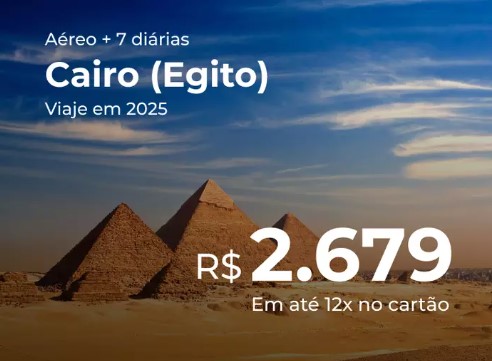 Aéreo + 7 diárias
Cairo (Egito)
Viaje em 2025
R$ 2.679
Em até 12x no cartão